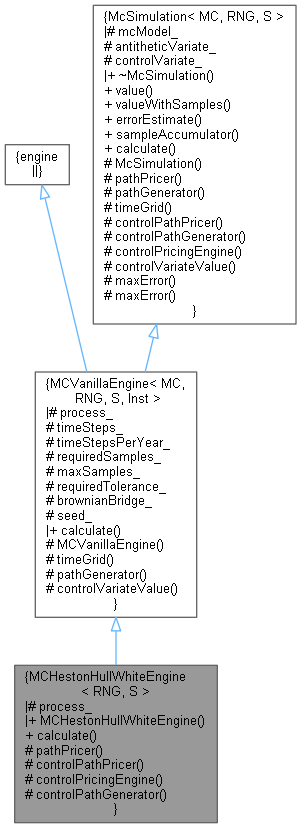 {McSimulation< MC, RNG, S >
|# mcModel_
# antitheticVariate_
# controlVariate_
|+ ~McSimulation()
+ value()
+ valueWithSamples()
+ errorEstimate()
+ sampleAccumulator()
+ calculate()
# McSimulation()
# pathPricer()
# pathGenerator()
# timeGrid()
# controlPathPricer()
# controlPathGenerator()
# controlPricingEngine()
# controlVariateValue()
# maxError()
# maxError()
}
{engine
||}
{MCVanillaEngine< MC,
RNG, S, Inst >
|# process_
# timeSteps_
# timeStepsPerYear_
# requiredSamples_
# maxSamples_
# requiredTolerance_
# brownianBridge_
# seed_
|+ calculate()
# MCVanillaEngine()
# timeGrid()
# pathGenerator()
# controlVariateValue()
}
{MCHestonHullWhiteEngine
< RNG, S >
|# process_
|+ MCHestonHullWhiteEngine()
+ calculate()
# pathPricer()
# controlPathPricer()
# controlPricingEngine()
# controlPathGenerator()
}